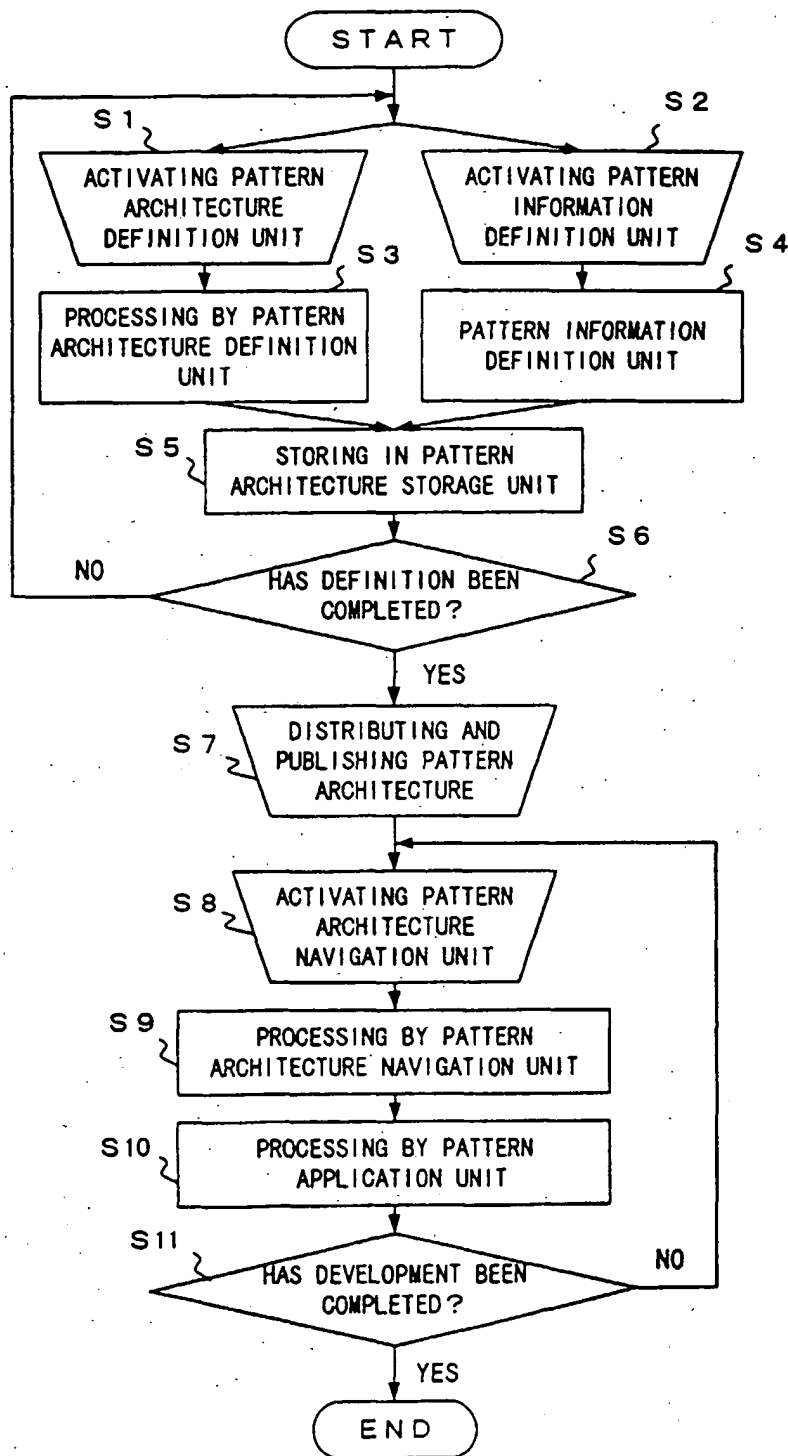 START
S1
S2
ACTIVATING PATTERN
ARCHITECTURE
DEFINITION UNIT
ACTIVATING PATTERN
INFORMATION
DEFINITION UNIT
S3
S4
PROCESSING BY PATTERN
ARCHITECTURE DEFINITION
UNIT
PATTERN INFORMATION
DEFINITION UNIT
S5
STORING IN PATTERN
ARCHITECTURE STORAGE UNIT
S6
NO
HAS DEFINITION BEEN
COMPLETED?
YES
S7
DISTRIBUTING AND
PUBLISHING PATTERN
ARCHITECTURE
S8
ACTIVATING PATTERN
ARCHITECTURE
NAVIGATION UNIT
S9
PROCESSING BY PATTERN
ARCHITECTURE NAVIGATION UNIT
S10
PROCESSING BY PATTERN
APPLICATION UNIT
S11
HAS DEVELOPMENT BEEN
COMPLETED?
NO
YES
END